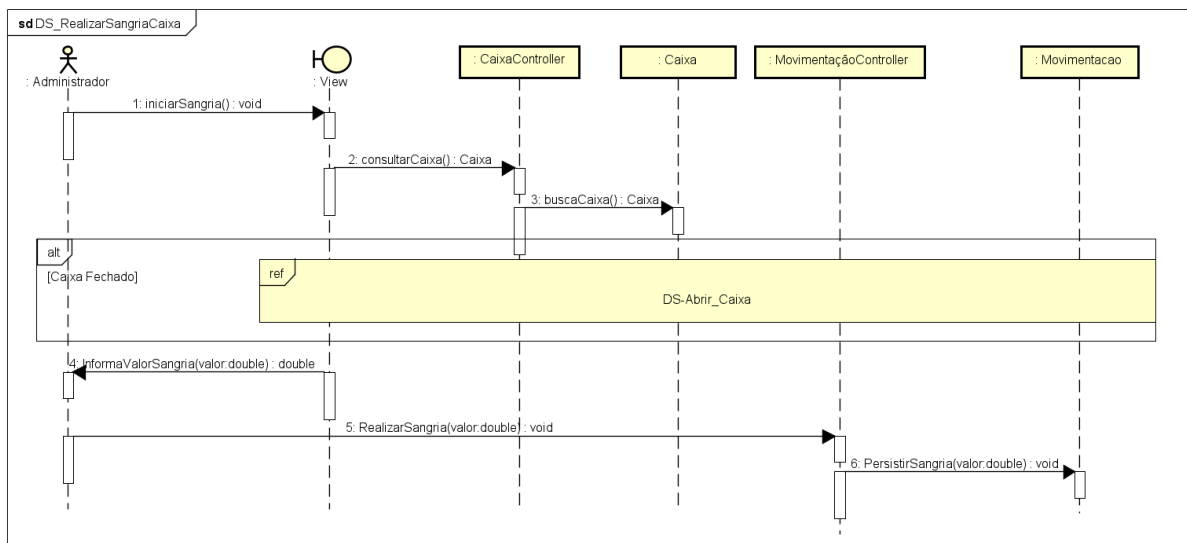 sd DS_RealizarSangriaCaixa
: Administrador
: View
: CaixaController
: Caixa
: MovimentaçãoController
: Movimentacao
1: iniciarSangria() : void
2: consultarCaixa() : Caixa
3: buscaCaixa() : Caixa
alt
[Caixa Fechado]
ref
DS-Abrir_Caixa
4: InformaValorSangria(valor:double) : double
5: RealizarSangria(valor:double) : void
6: PersistirSangria(valor:double) : void